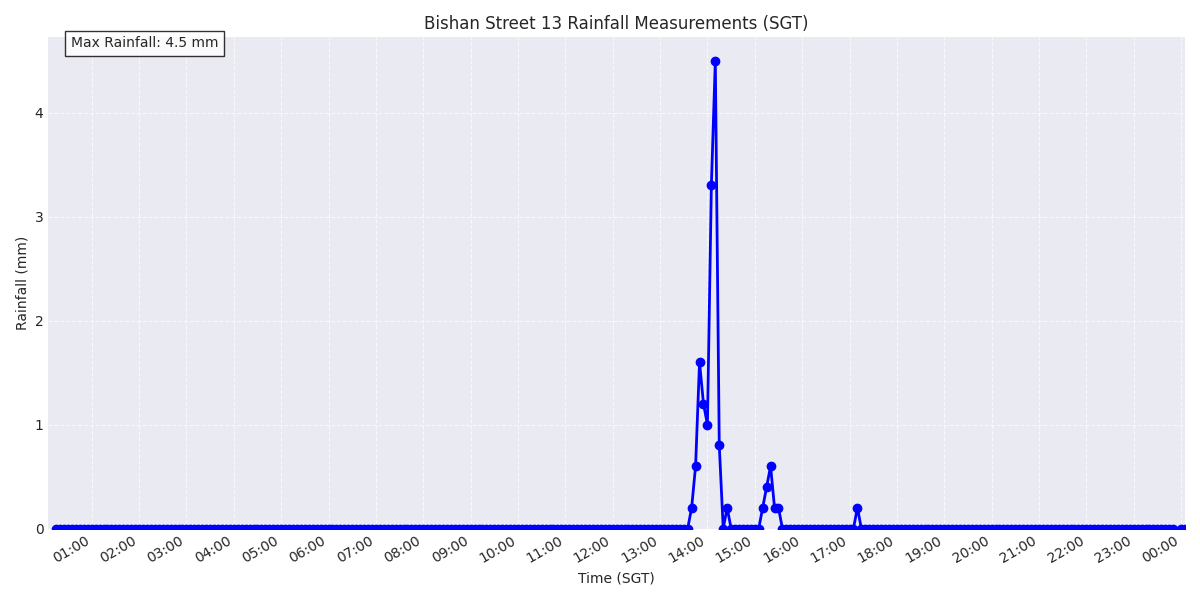 Bishan Street 13 Rainfall Measurements (SGT)
Max Rainfall: 4.5 mm
Rainfall (mm)
4
3
2
1
0
01:00 02:00 03:00 04:00 05:00 06:00 07:00 08:00 09:00 10:00 11:00 12:00 13:00 14:00 15:00 16:00 17:00 18:00 19:00 20:00 21:00 22:00 23:00 00:00
Time (SGT)